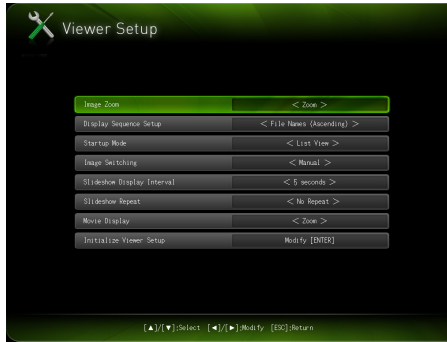 Viewer Setup
Image Zoom < Zoom >
Display Sequence Setup < File Names (Ascending) >
Startup Mode < List View >
Image Switching < Manual >
Slideshow Display Interval < 5 seconds >
Slideshow Repeat < No Repeat >
Movie Display < Zoom >
Initialize Viewer Setup Modify [ENTER]
[▲]/[▼]:Select [◀]/[▶]:Modify [ESC]:Return